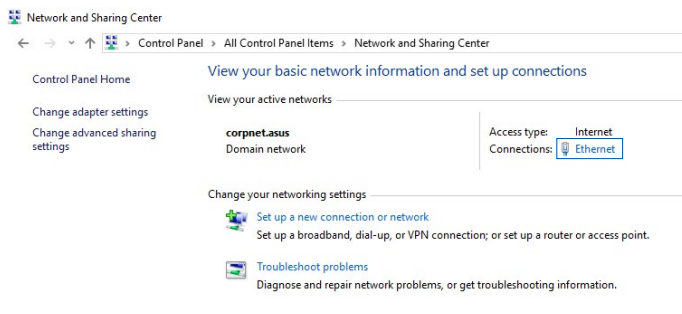 Network and Sharing Center
Control Panel > All Control Panel Items > Network and Sharing Center
Control Panel Home
Change adapter settings
Change advanced sharing
settings
View your basic network information and set up connections
View your active networks
corpnet.asus
Domain network
Access type: Internet
Connections: Ethernet
Change your networking settings
Set up a new connection or network
Set up a broadband, dial-up, or VPN connection; or set up a router or access point.
Troubleshoot problems
Diagnose and repair network problems, or get troubleshooting information.